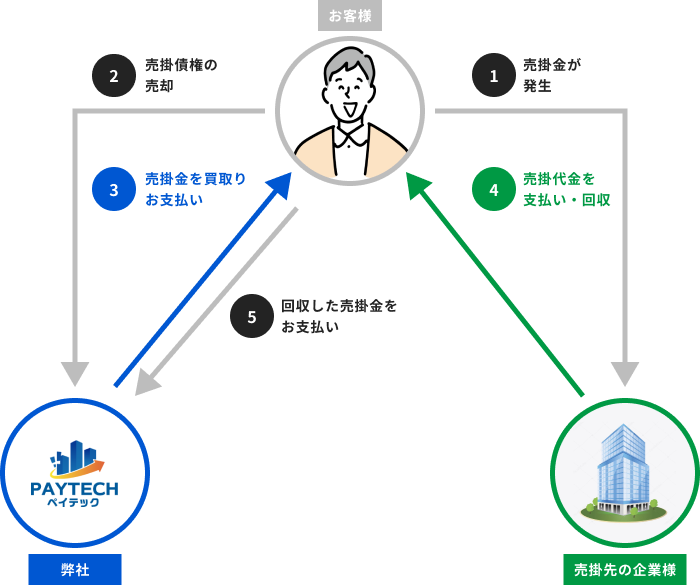 お客様
2
売掛債権の
売却
1
売掛金が
発生
3
売掛金を買取り
お支払い
4
売掛代金を
支払い・回収
5
回収した売掛金を
お支払い
PAYTECH
ペイテック
弊社
売掛先の企業様